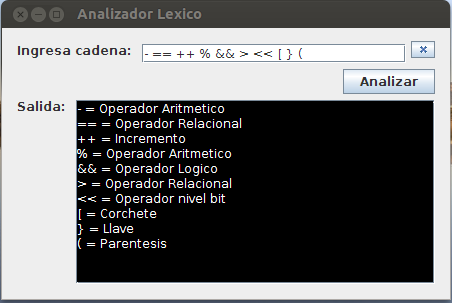 Analizador Lexico
Ingresa cadena: - == ++ % && > << [ } (
Analizar
Salida:
- = Operador Aritmetico
== = Operador Relacional
++ = Incremento
% = Operador Aritmetico
&& = Operador Logico
> = Operador Relacional
<< = Operador nivel bit
[ = Corchete
} = Llave
( = Parentesis